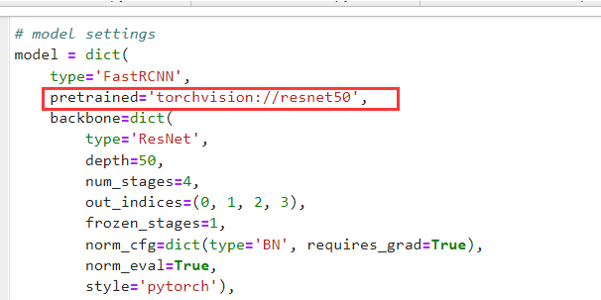 # model settings
model = dict(
    type='FastRCNN',
    pretrained='torchvision://resnet50',
    backbone=dict(
        type='ResNet',
        depth=50,
        num_stages=4,
        out_indices=(0, 1, 2, 3),
        frozen_stages=1,
        norm_cfg=dict(type='BN', requires_grad=True),
        norm_eval=True,
        style='pytorch'),